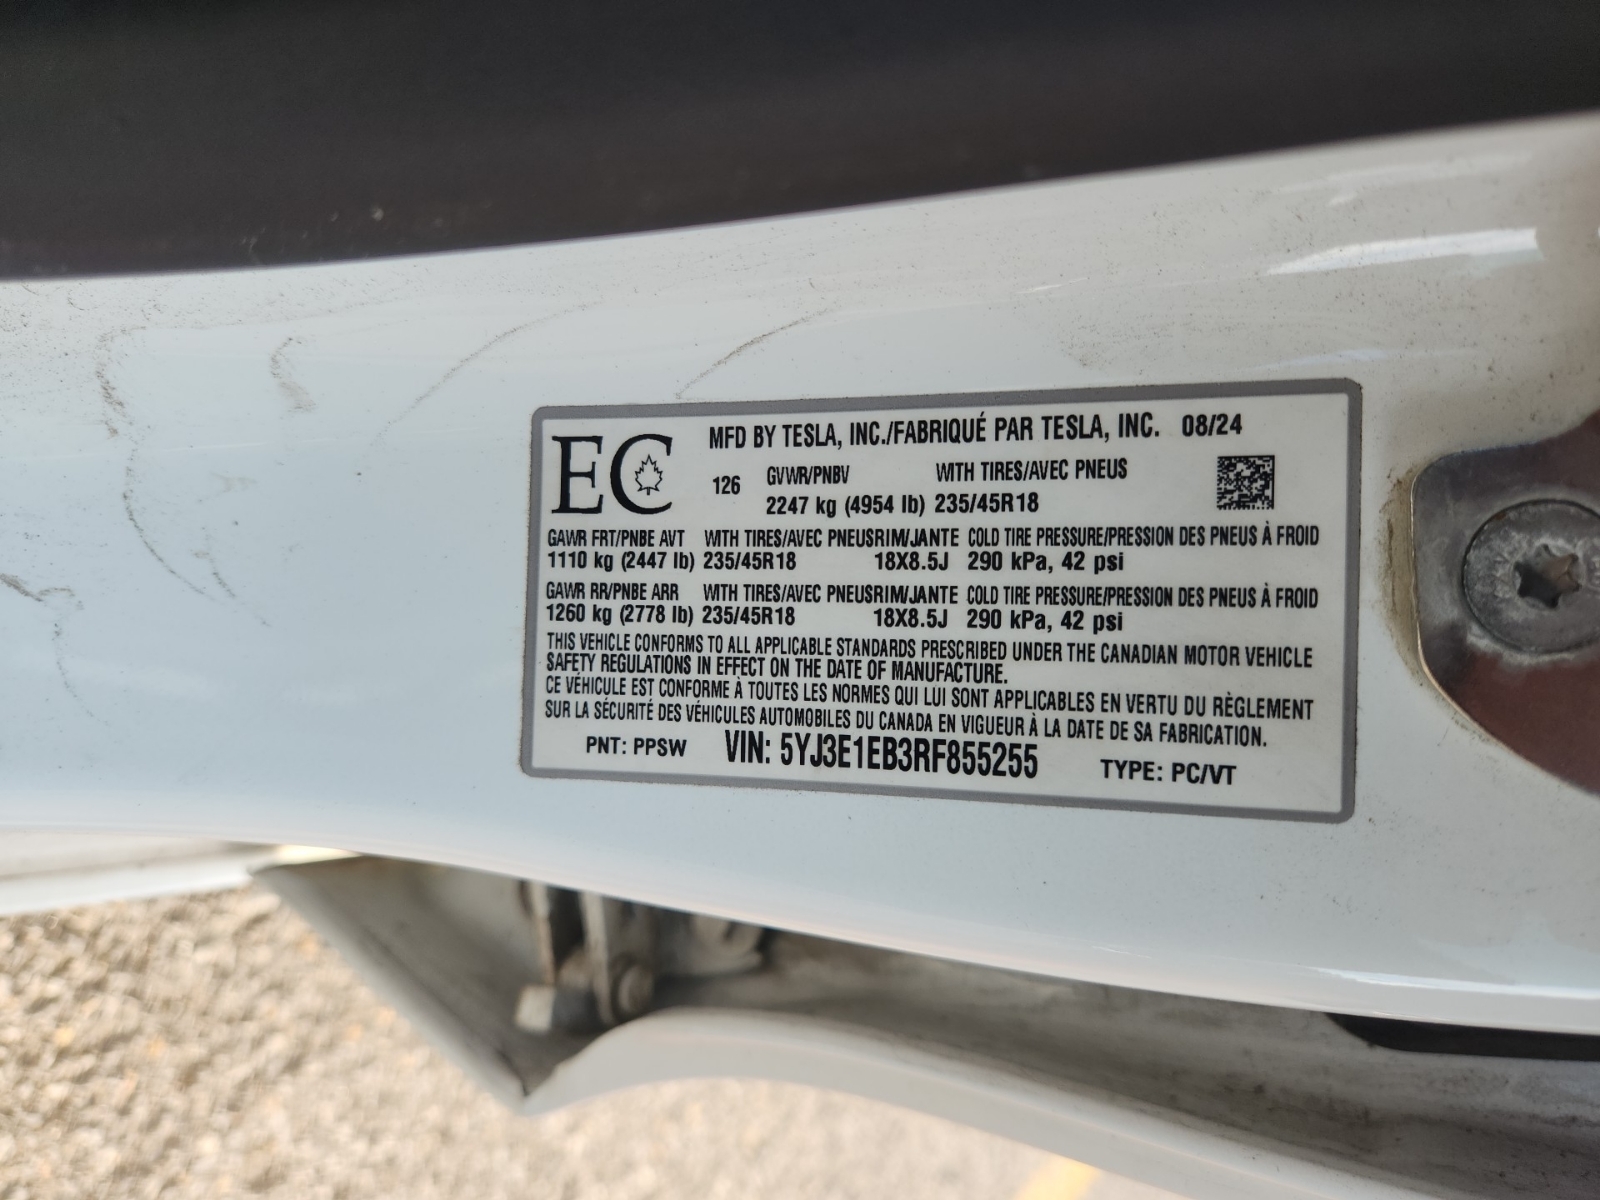 EC
MFD BY TESLA, INC./FABRIQUÉ PAR TESLA, INC. 08/24
126 GVWR/PNBV WITH TIRES/AVEC PNEUS
2247 kg (4954 lb) 235/45R18
GAWR FRT/PNBE AVT WITH TIRES/AVEC PNEUS RIM/JANTE COLD TIRE PRESSURE/PRESSION DES PNEUS À FROID
1110 kg (2447 lb) 235/45R18 18X8.5J 290 kPa, 42 psi
GAWR RR/PNBE ARR WITH TIRES/AVEC PNEUS RIM/JANTE COLD TIRE PRESSURE/PRESSION DES PNEUS À FROID
1260 kg (2778 lb) 235/45R18 18X8.5J 290 kPa, 42 psi
THIS VEHICLE CONFORMS TO ALL APPLICABLE STANDARDS PRESCRIBED UNDER THE CANADIAN MOTOR VEHICLE
SAFETY REGULATIONS IN EFFECT ON THE DATE OF MANUFACTURE.
CE VÉHICULE EST CONFORME À TOUTES LES NORMES QUI LUI SONT APPLICABLES EN VERTU DU RÈGLEMENT
SUR LA SÉCURITÉ DES VÉHICULES AUTOMOBILES DU CANADA EN VIGUEUR À LA DATE DE SA FABRICATION.
PNT: PPSW VIN: 5YJ3E1EB3RF855255 TYPE: PC/VT